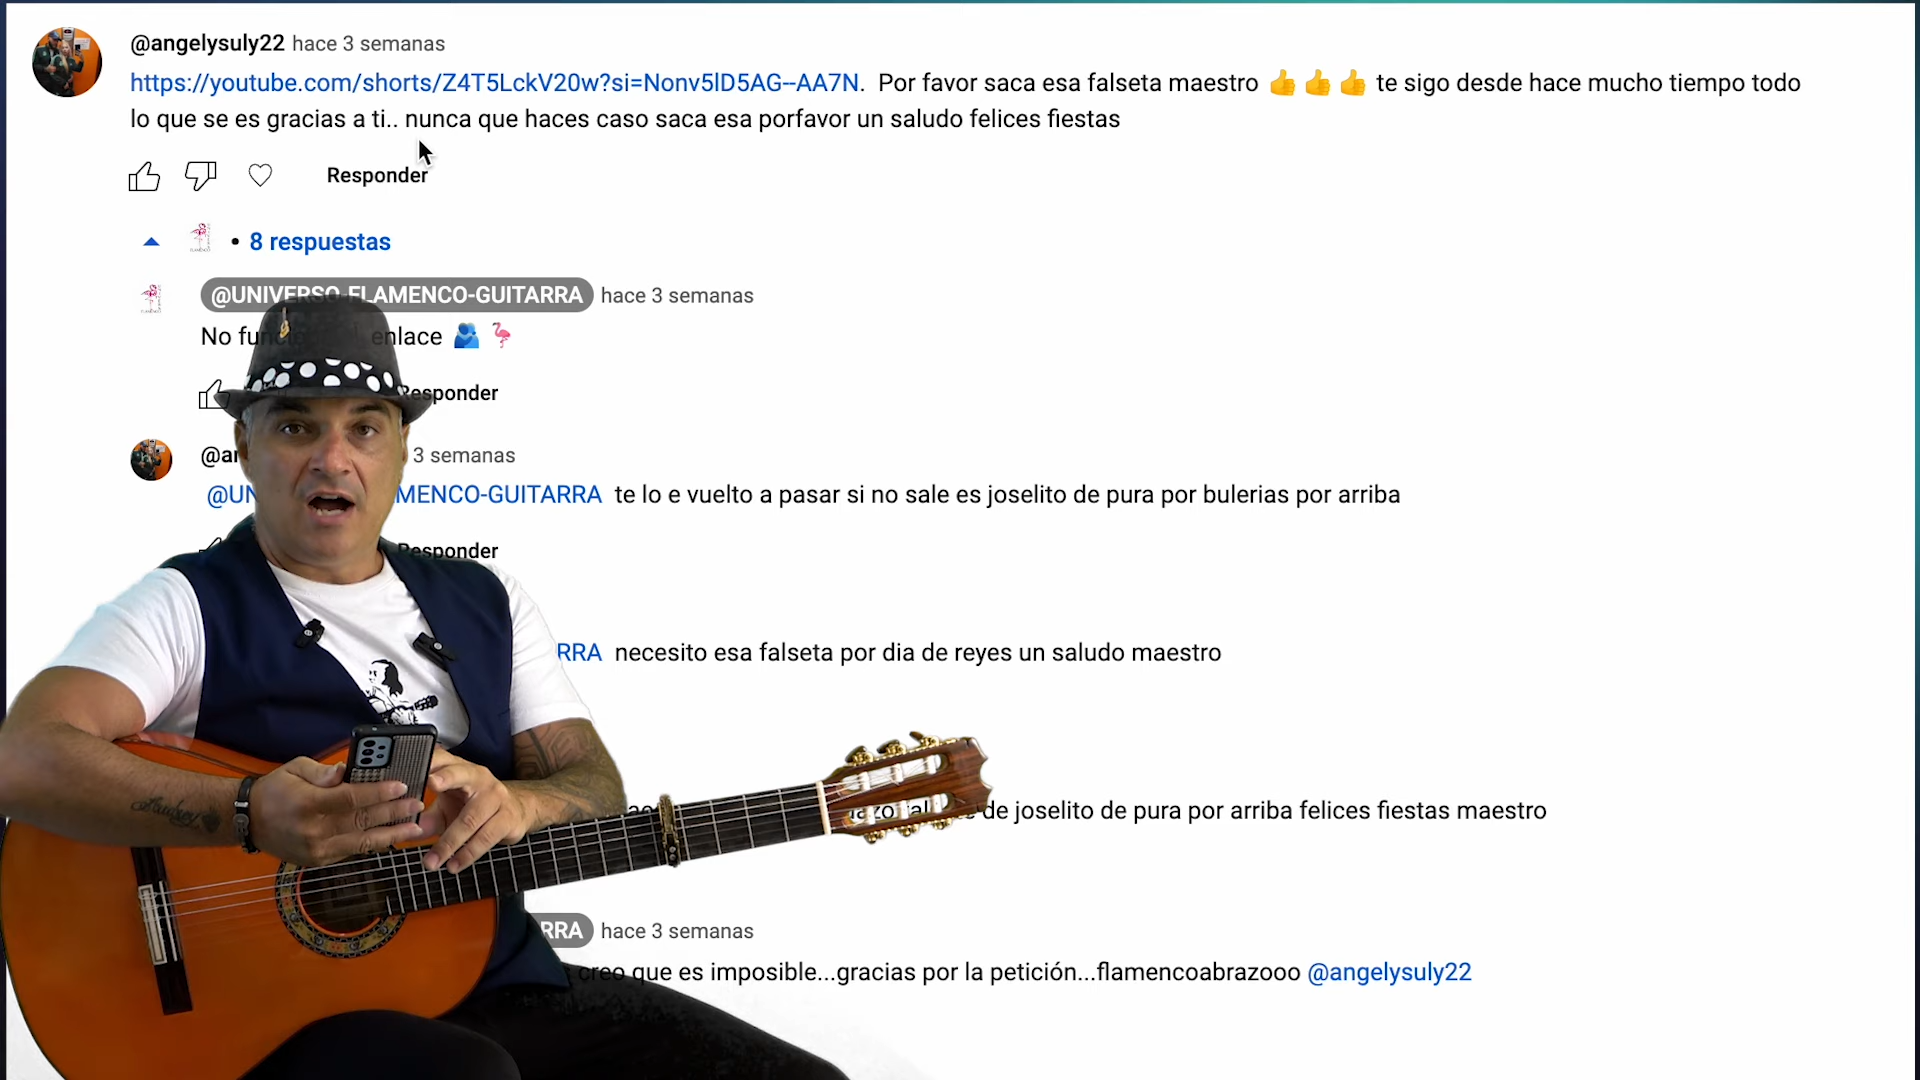 @angelysuly22 hace 3 semanas
https://youtube.com/shorts/Z4T5LckV20w?si=Nonv5lD5AG--AA7N. Por favor saca esa falseta maestro 👍👍👍 te sigo desde hace mucho tiempo todo
lo que se es gracias a ti.. nunca que haces caso saca esa porfavor un saludo felices fiestas
Responder
• 8 respuestas
@UNIVERSO-FLAMENCO-GUITARRA hace 3 semanas
No enlace 🫂 🦩
Responder
3 semanas
MENCO-GUITARRA te lo e vuelto a pasar si no sale es joselito de pura por bulerias por arriba
Responder
RRA necesito esa falseta por dia de reyes un saludo maestro
de joselito de pura por arriba felices fiestas maestro
RRA hace 3 semanas
creo que es imposible...gracias por la petición...flamencoabrazooo @angelysuly22